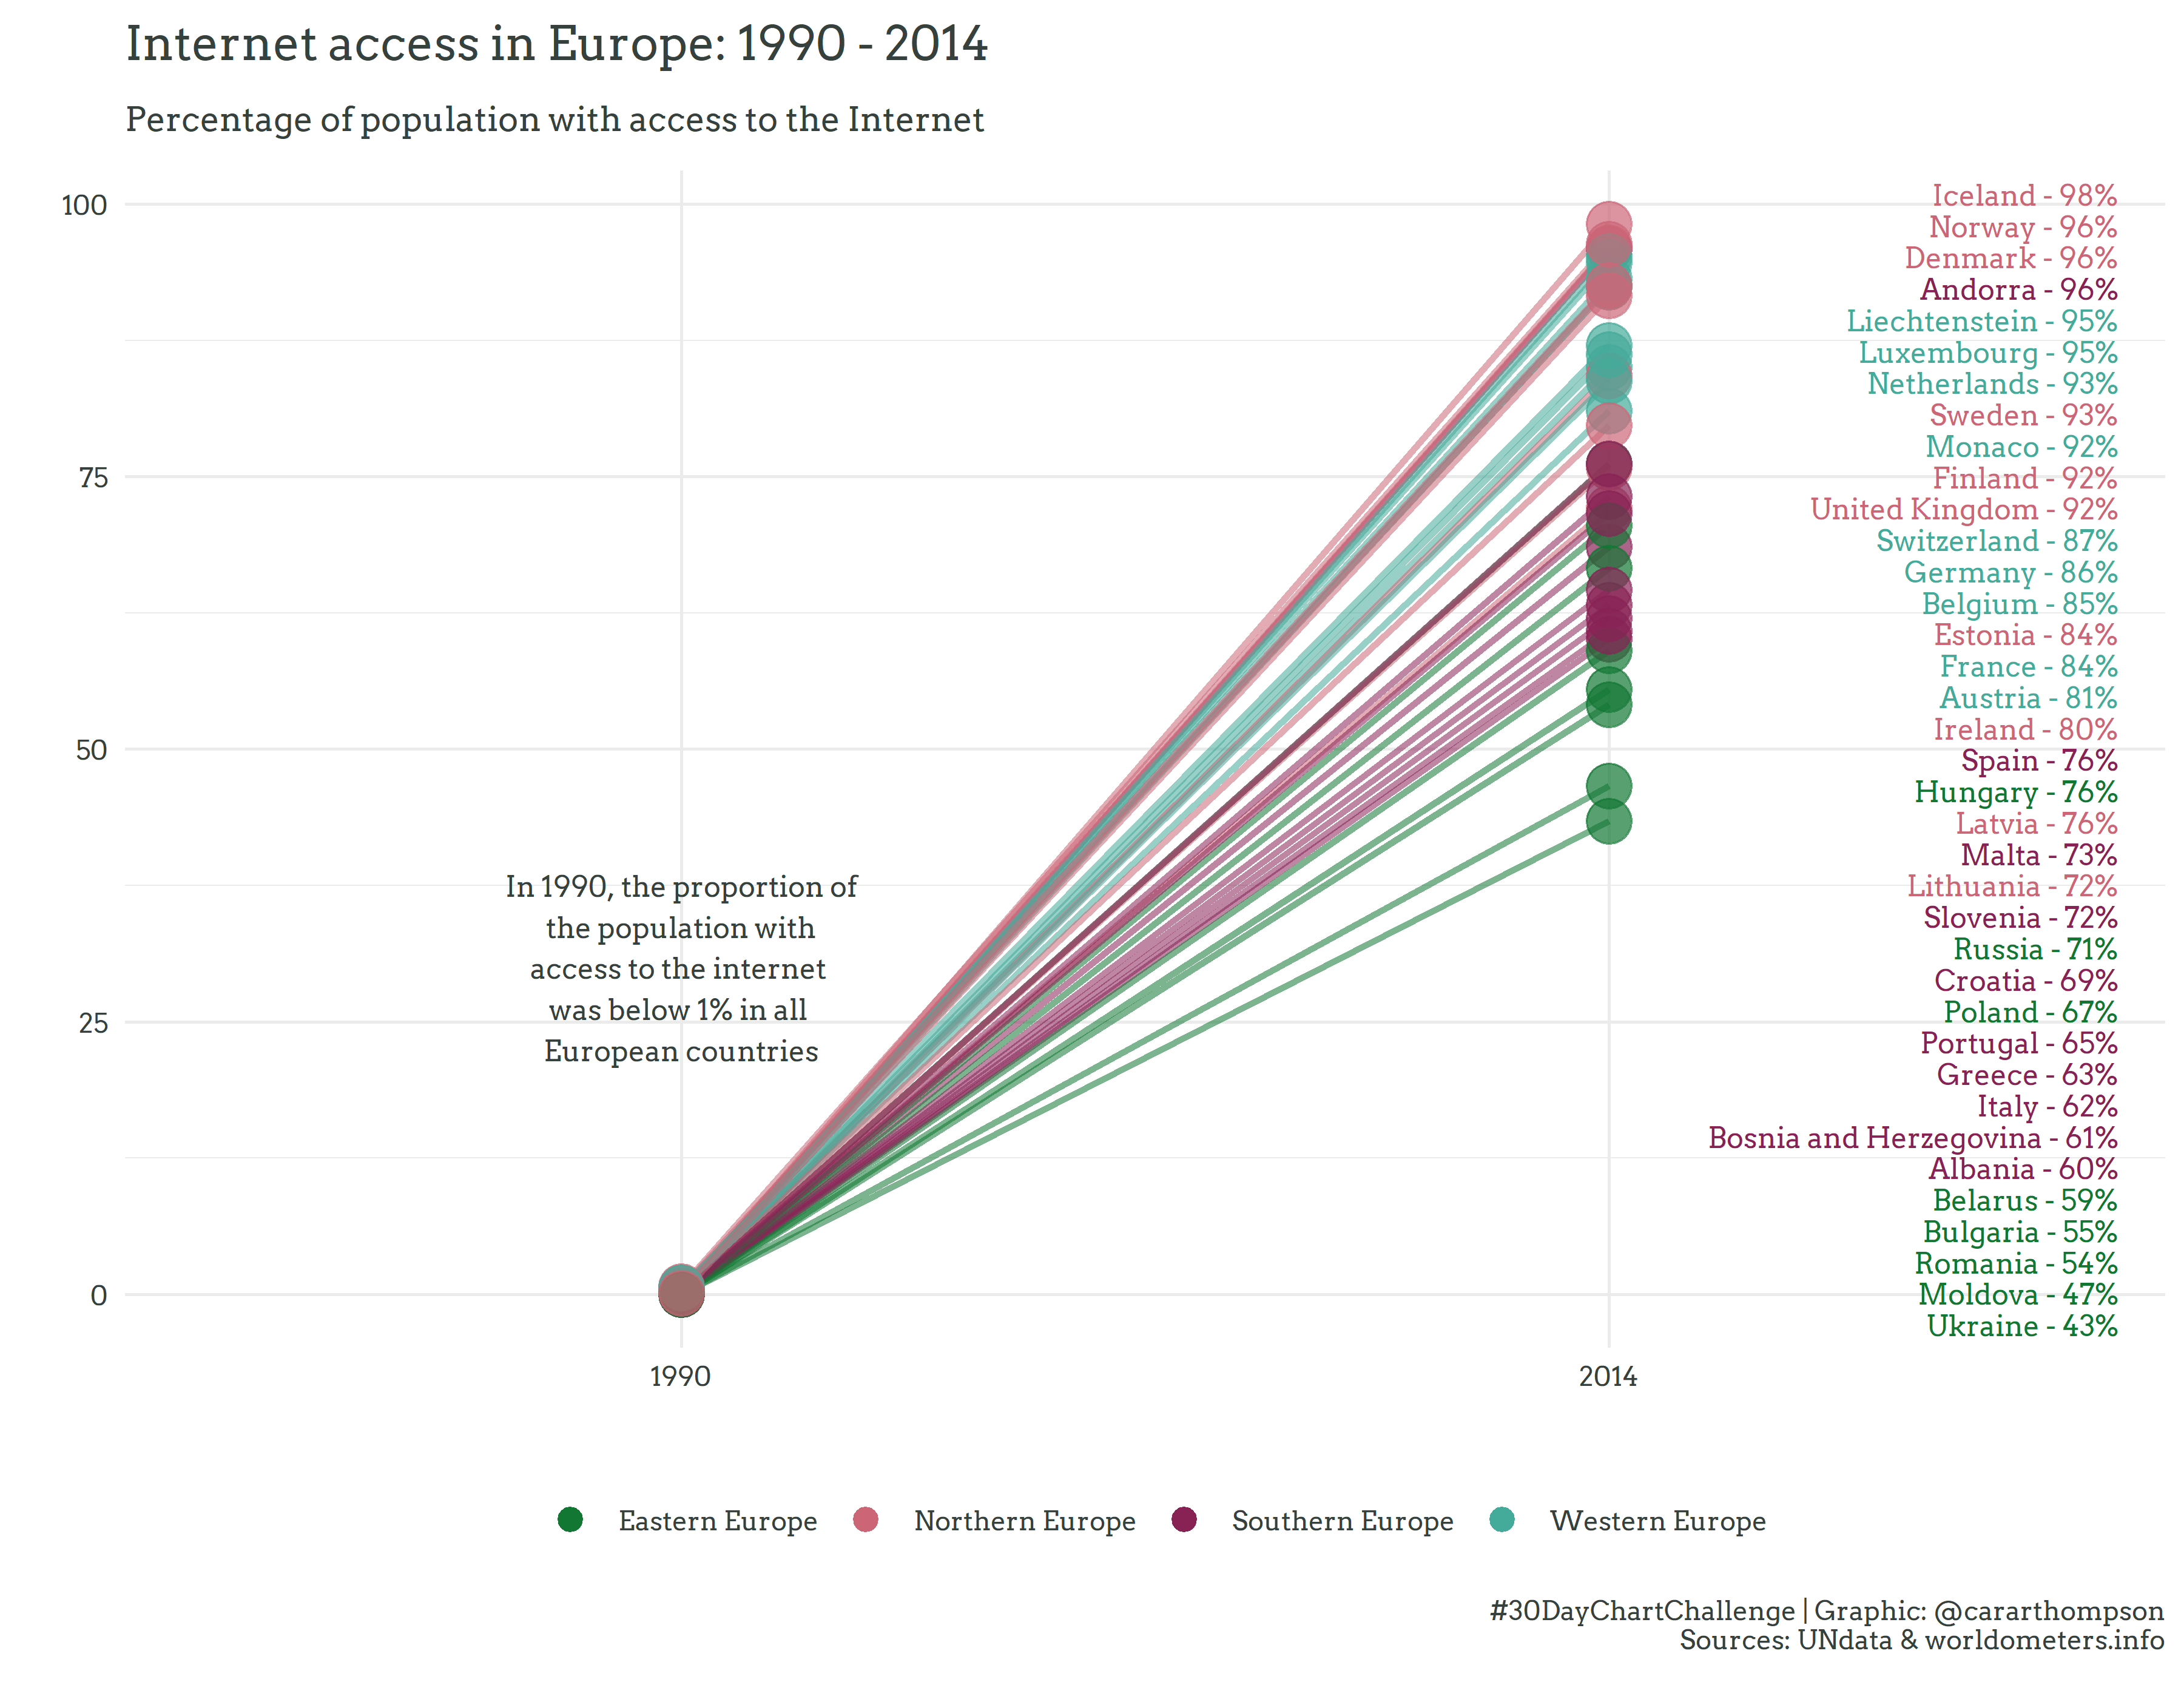 Internet access in Europe: 1990 - 2014
Percentage of population with access to the Internet
100
75
50
25
0
In 1990, the proportion of
the population with
access to the internet
was below 1% in all
European countries
Iceland - 98%
Norway - 96%
Denmark - 96%
Andorra - 96%
Liechtenstein - 95%
Luxembourg - 95%
Netherlands - 93%
Sweden - 93%
Monaco - 92%
Finland - 92%
United Kingdom - 92%
Switzerland - 87%
Germany - 86%
Belgium - 85%
Estonia - 84%
France - 84%
Austria - 81%
Ireland - 80%
Spain - 76%
Hungary - 76%
Latvia - 76%
Malta - 73%
Lithuania - 72%
Slovenia - 72%
Russia - 71%
Croatia - 69%
Poland - 67%
Portugal - 65%
Greece - 63%
Italy - 62%
Bosnia and Herzegovina - 61%
Albania - 60%
Belarus - 59%
Bulgaria - 55%
Romania - 54%
Moldova - 47%
Ukraine - 43%
1990
2014
Eastern Europe
Northern Europe
Southern Europe
Western Europe
#30DayChartChallenge | Graphic: @cararthompson
Sources: UNdata & worldometers.info